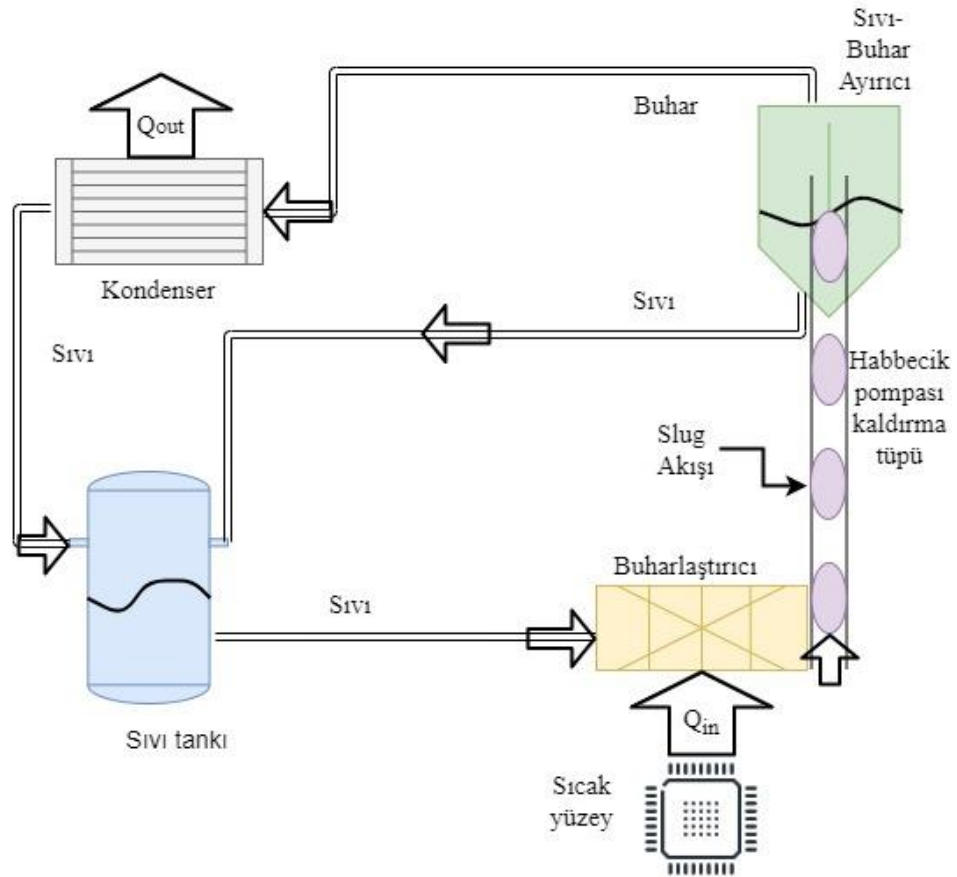 Sıvı-
Buhar
Ayırıcı
Buhar
Qout
Kondenser
Sıvı
Sıvı
Habbecik
pompası
kaldırma
tüpü
Slug
Akışı
Buharlaştırıcı
Sıvı
Qin
Sıvı tankı
Sıcak
yüzey